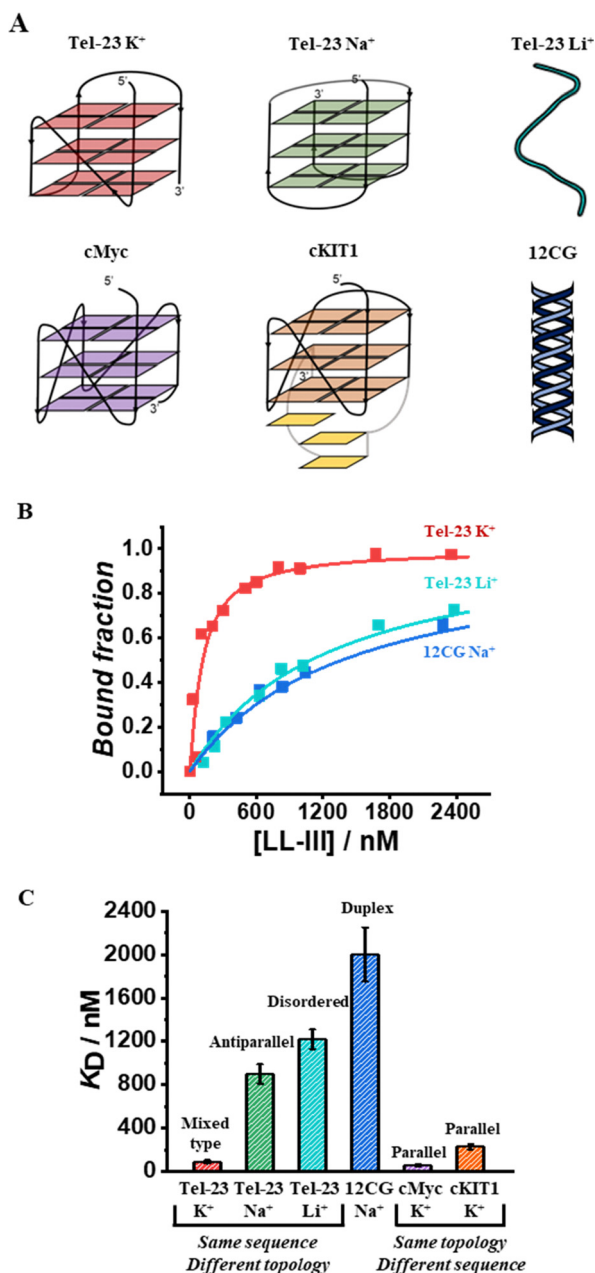 A
Tel-23 K⁺
Tel-23 Na⁺
Tel-23 Li⁺
5'
3'
5'
3'
cMyc
cKIT1
12CG
5'
3'
5'
3'
B
Bound fraction
1.0
0.8
0.6
0.4
0.2
0.0
Tel-23 K⁺
Tel-23 Li⁺
12CG Na⁺
0 600 1200 1800 2400
[LL-III] / nM
C
K_D / nM
2400
2000
1600
1200
800
400
0
Mixed type
Antiparallel
Disordered
Duplex
Parallel
Parallel
Tel-23 Tel-23 Tel-23 12CG cMyc cKIT1
K⁺ Na⁺ Li⁺ Na⁺ K⁺ K⁺
Same sequence Same topology
Different topology Different sequence